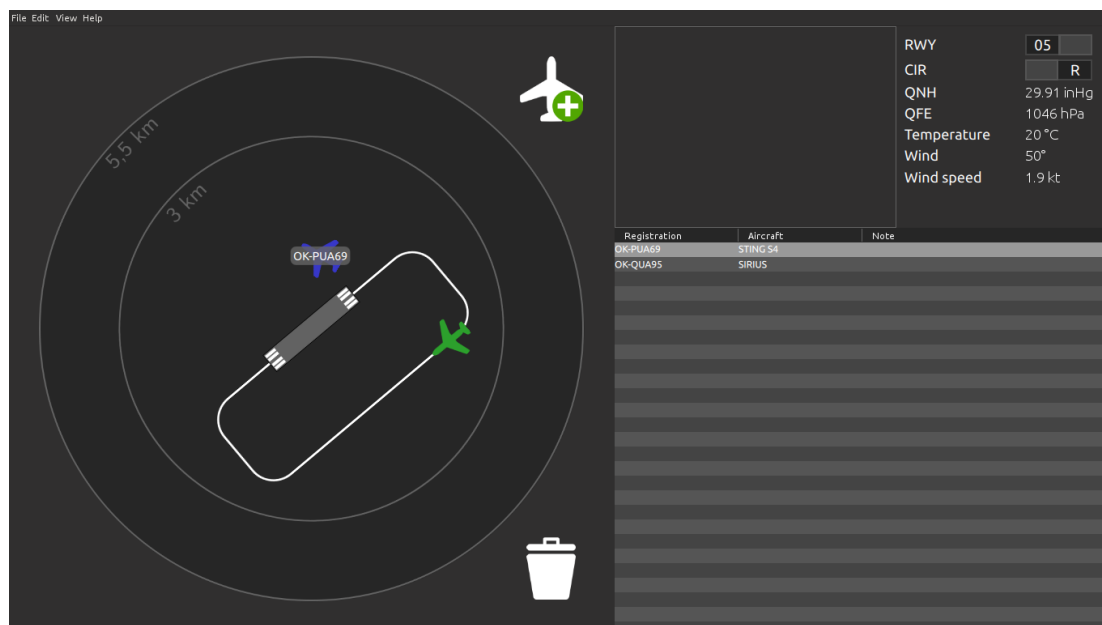 File Edit View Help
5,5 km
3 km
OK-PUA69
RWY 05
CIR R
QNH 29.91 inHg
QFE 1046 hPa
Temperature 20 °C
Wind 50°
Wind speed 1.9 kt
Registration Aircraft Note
OK-PUA69 STING S4
OK-QUA95 SIRIUS